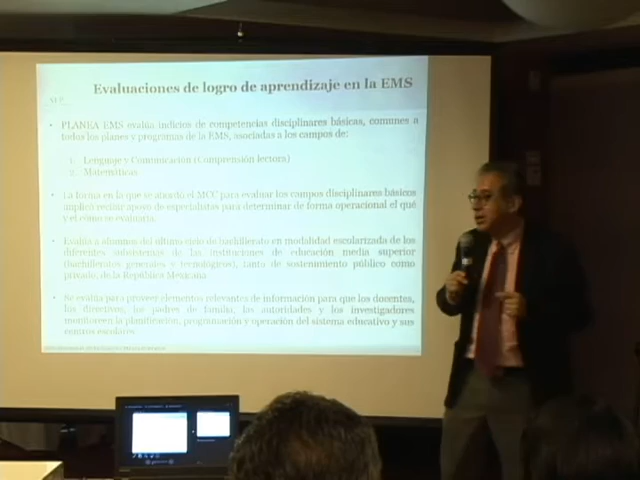 Evaluaciones de logro de aprendizaje en la EMS
• PLANEA EMS evalúa indicios de competencias disciplinares básicas, comunes a
todos los planes y programas de la EMS, asociadas a los campos de:
1. Lenguaje y Comunicación (Comprensión lectora)
2. Matemáticas
• La forma en la que se abordó el MCC para evaluar los campos disciplinares básicos
implicó recibir apoyo de especialistas para determinar de forma operacional el qué
y el cómo se evaluaría.
• Evalúa a alumnos del último ciclo de bachillerato en modalidad escolarizada de los
diferentes subsistemas de las instituciones de educación media superior
(bachilleratos generales y tecnológicos), tanto de sostenimiento público como
privado, de la República Mexicana.
• Se evalúa para proveer elementos relevantes de información para que los docentes,
los directivos, los padres de familia, las autoridades y los investigadores
monitoreen la planificación, programación y operación del sistema educativo y sus
centros escolares.